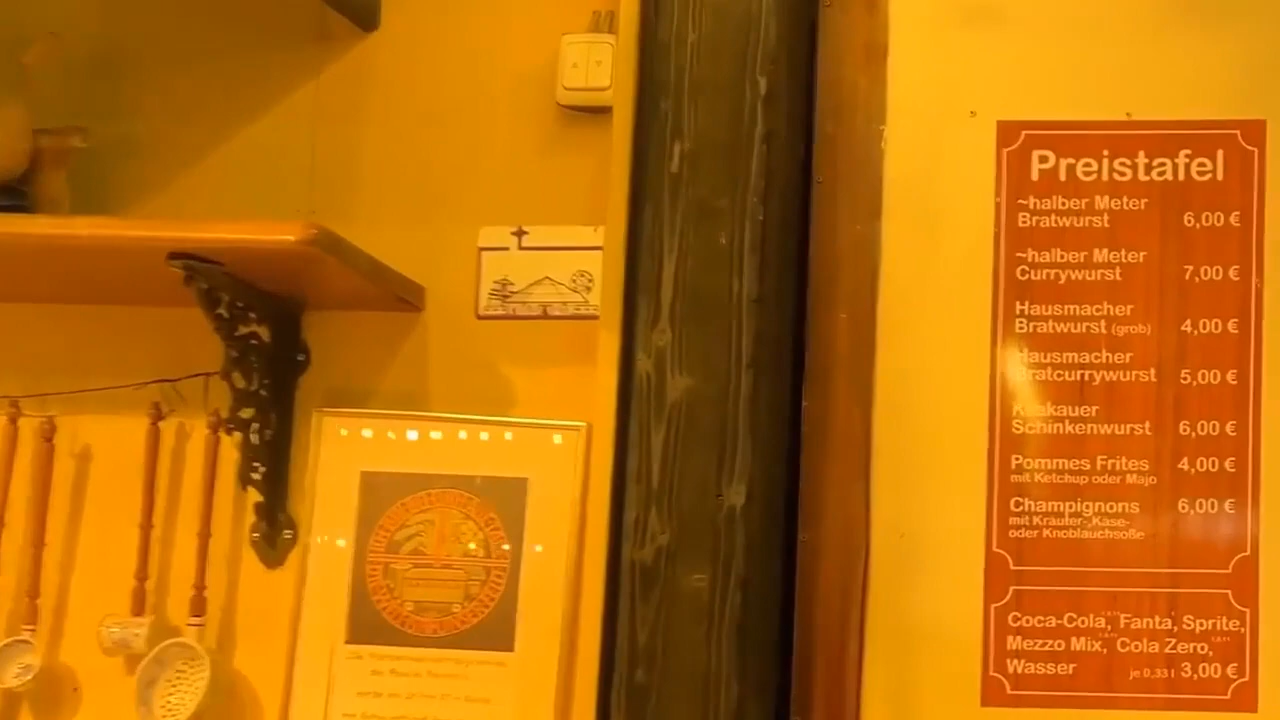 Preistafel
~halber Meter
Bratwurst 6,00 €
~halber Meter
Currywurst 7,00 €
Hausmacher
Bratwurst (grob) 4,00 €
Hausmacher
Bratcurrywurst 5,00 €
Krakauer
Schinkenwurst 6,00 €
Pommes Frites 4,00 €
mit Ketchup oder Majo
Champignons 6,00 €
mit Kräuter-,Käse-
oder Knoblauchsoße
Coca-Cola, Fanta, Sprite,
Mezzo Mix, Cola Zero,
Wasser je 0,33 l 3,00 €